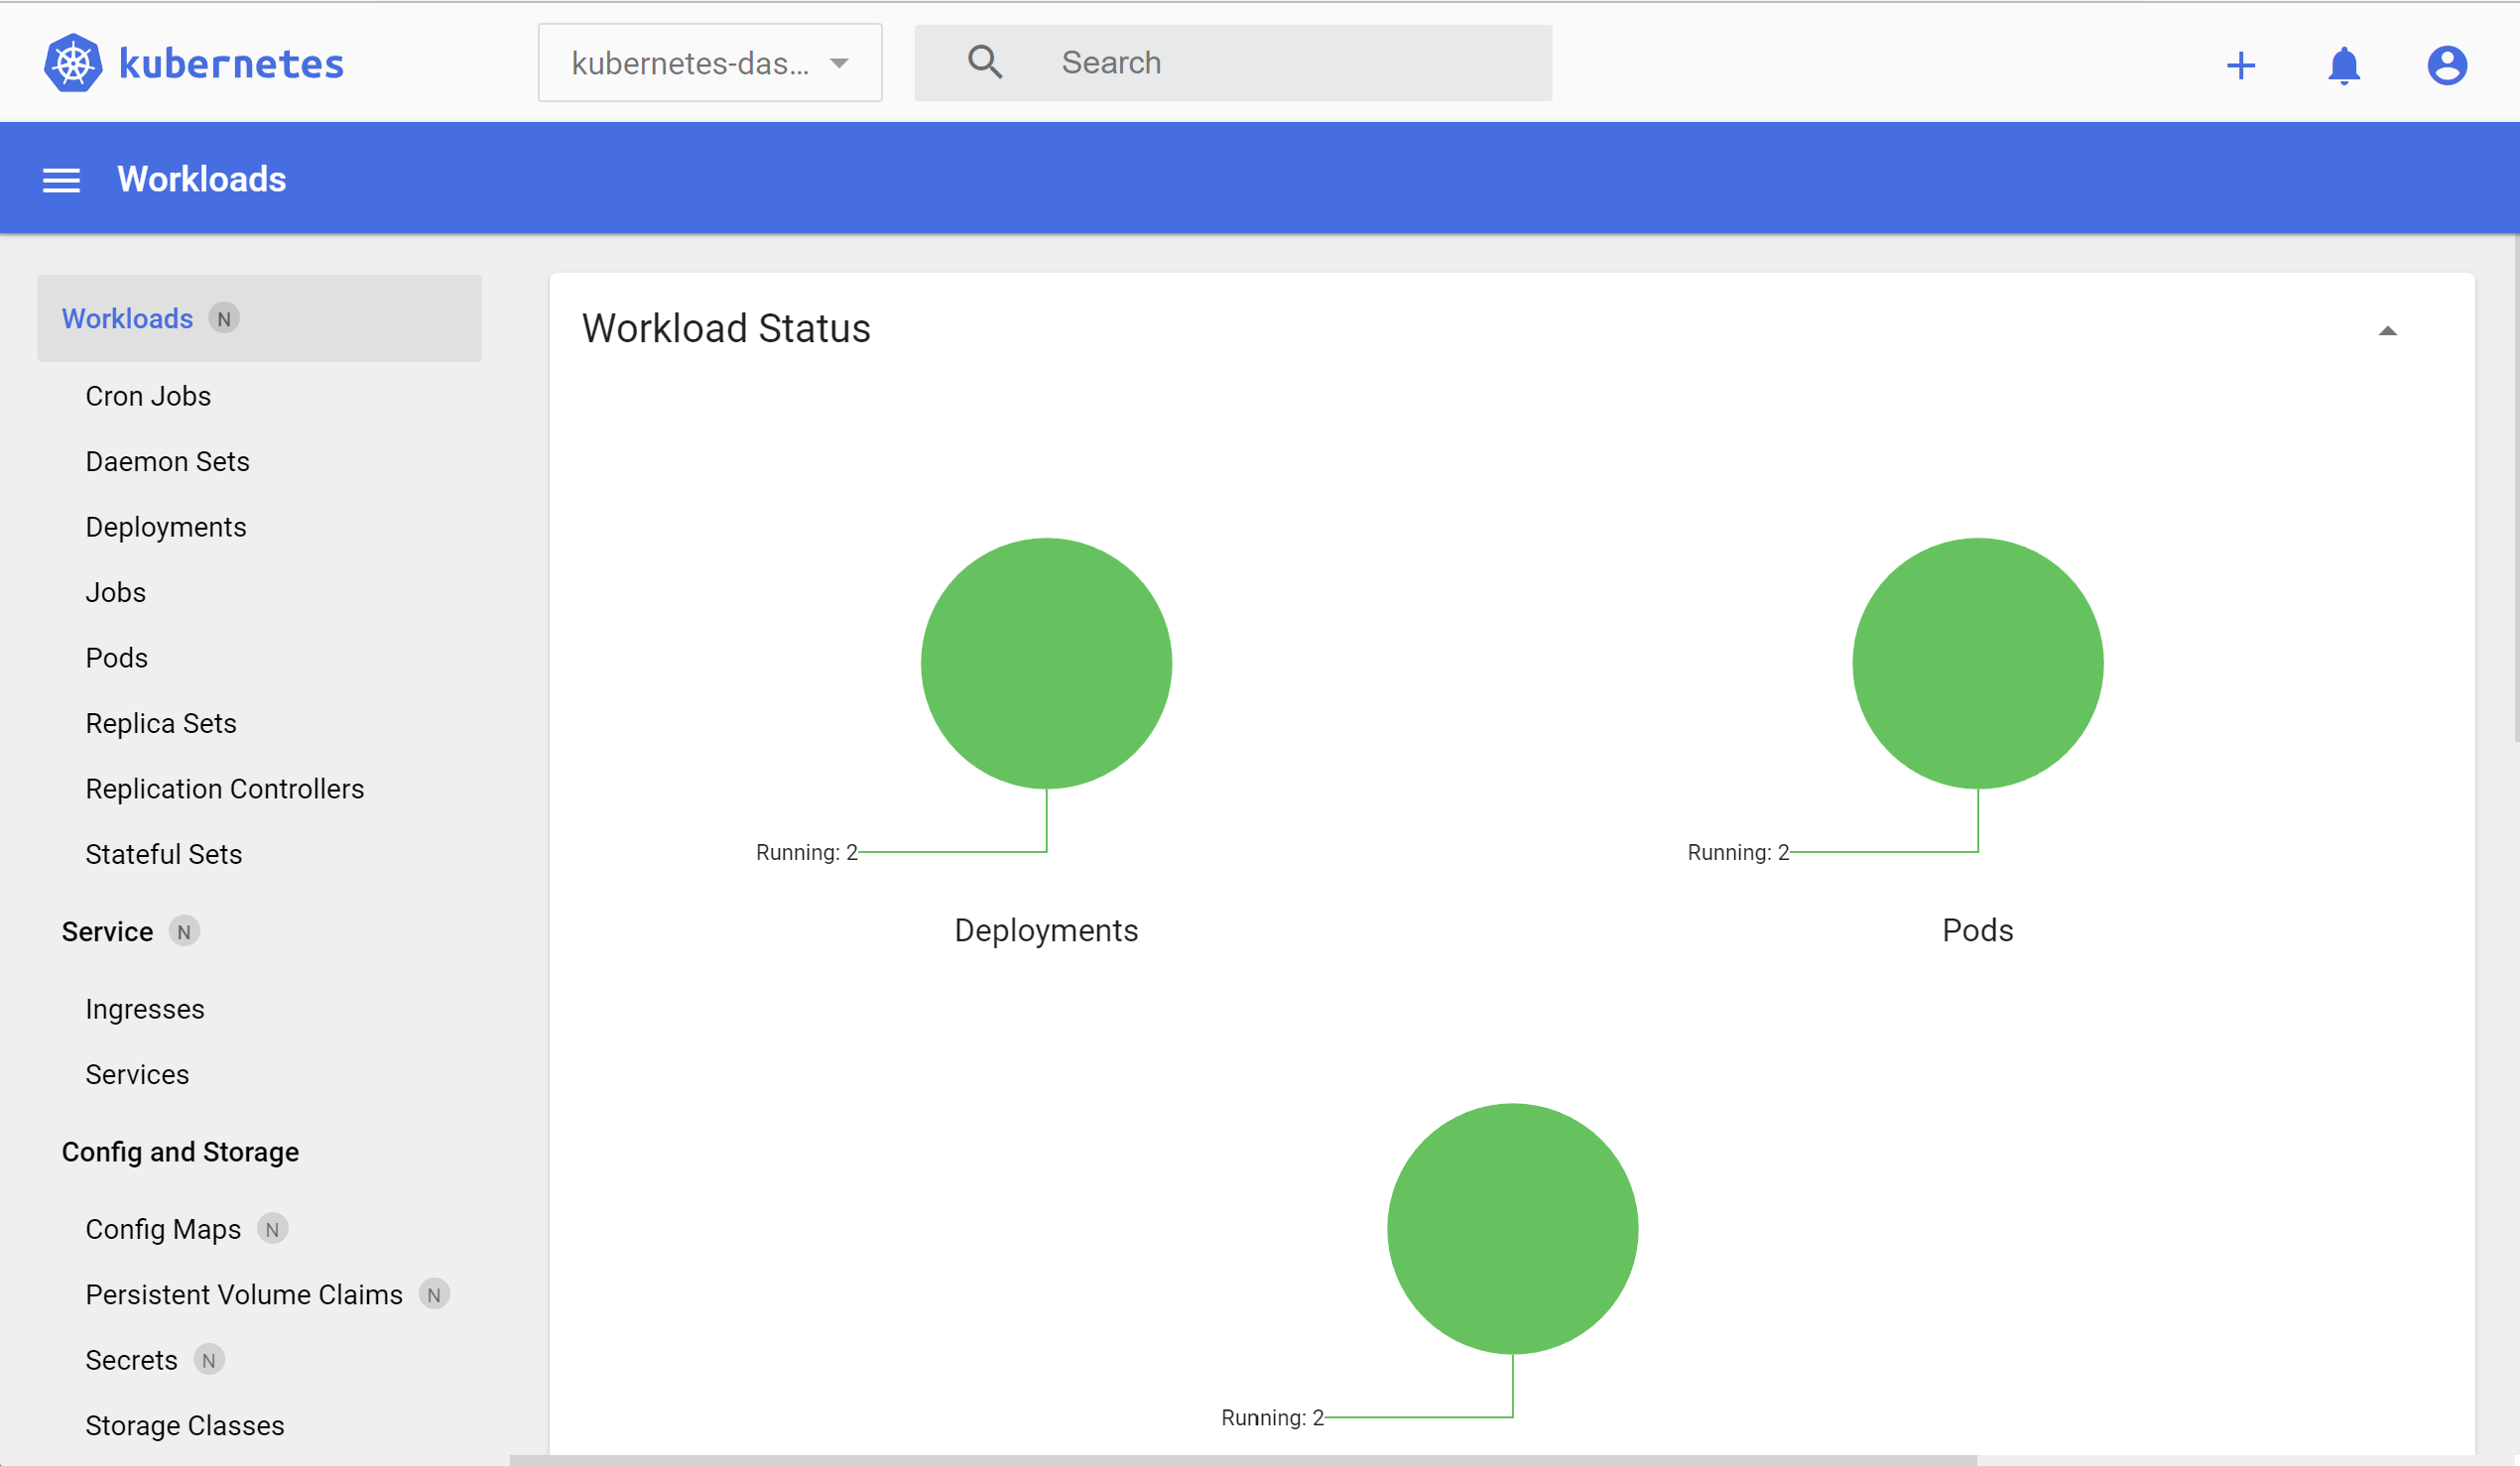 kubernetes
kubernetes-das...
Search
Workloads
Workloads N
Cron Jobs
Daemon Sets
Deployments
Jobs
Pods
Replica Sets
Replication Controllers
Stateful Sets
Service N
Ingresses
Services
Config and Storage
Config Maps N
Persistent Volume Claims N
Secrets N
Storage Classes
Workload Status
Running: 2
Deployments
Running: 2
Pods
Running: 2